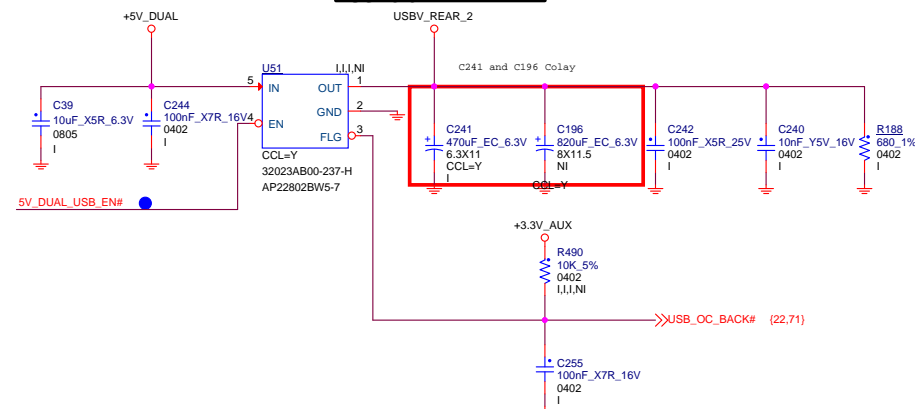 +5V_DUAL
USBV_REAR_2
U51
I,I,I,NI
C241 and C196 Colay
5
IN
OUT
1
GND
2
EN
4
FLG
3
CCL=Y
32023AB00-237-H
AP22802BW5-7
C39
10uF_X5R_6.3V
0805
I
C244
100nF_X7R_16V
0402
I
C241
470uF_EC_6.3V
6.3X11
CCL=Y
I
C196
820uF_EC_6.3V
8X11.5
NI
CCL=Y
C242
100nF_X5R_25V
0402
I
C240
10nF_Y5V_16V
0402
I
R188
680_1%
0402
I
5V_DUAL_USB_EN#
+3.3V_AUX
R490
10K_5%
0402
I,I,I,NI
USB_OC_BACK# {22,71}
C255
100nF_X7R_16V
0402
I